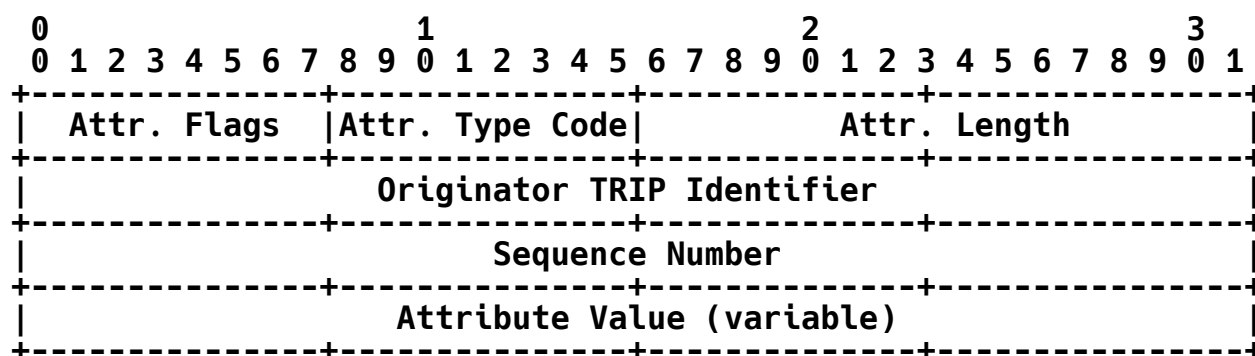 0 1 2 3
0 1 2 3 4 5 6 7 8 9 0 1 2 3 4 5 6 7 8 9 0 1 2 3 4 5 6 7 8 9 0 1
+---------------+---------------+--------------+----------------+
| Attr. Flags |Attr. Type Code| Attr. Length |
+---------------+---------------+--------------+----------------+
| Originator TRIP Identifier |
+---------------+---------------+--------------+----------------+
| Sequence Number |
+---------------+---------------+--------------+----------------+
| Attribute Value (variable) |
+---------------+---------------+--------------+----------------+